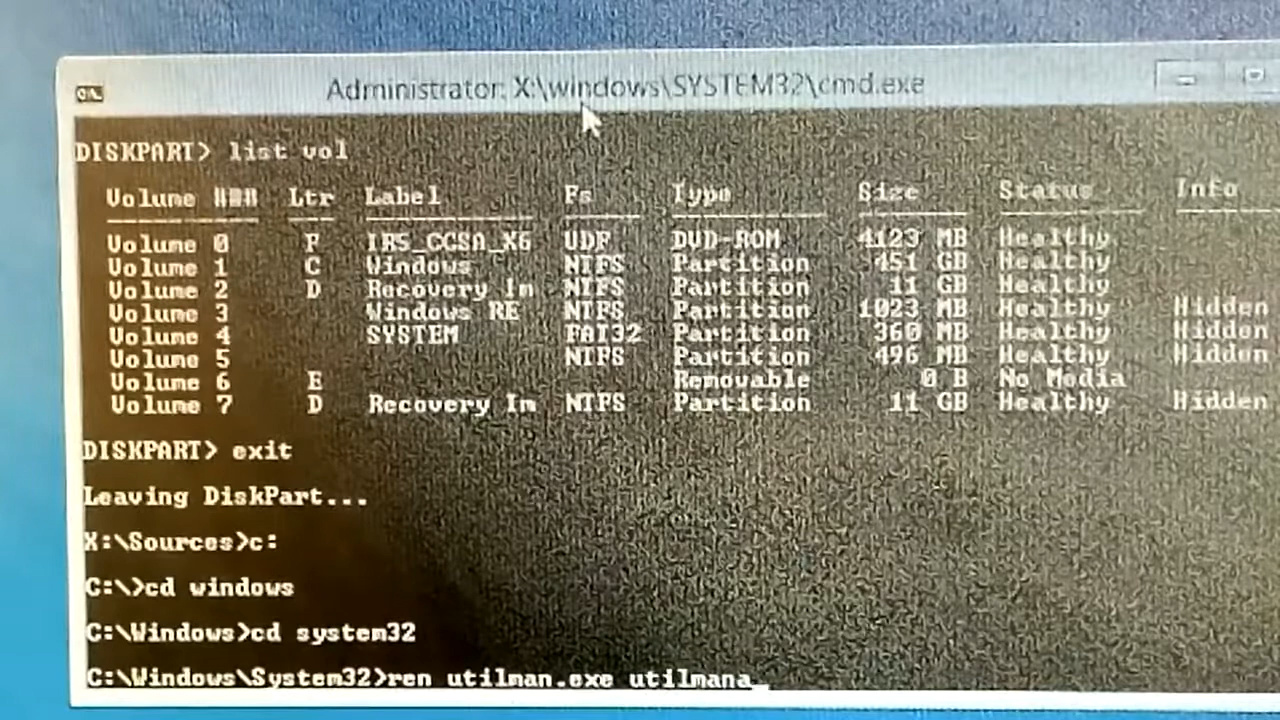 Administrator: X:\windows\SYSTEM32\cmd.exe
DISKPART> list vol
Volume ### Ltr Label Fs Type Size Status Info
Volume 0 F IR5_CCSA_X6 UDF DVD-ROM 4123 MB Healthy
Volume 1 C Windows NTFS Partition 451 GB Healthy
Volume 2 D Recovery Im NTFS Partition 11 GB Healthy
Volume 3 Windows RE NTFS Partition 1023 MB Healthy Hidden
Volume 4 SYSTEM FAT32 Partition 360 MB Healthy Hidden
Volume 5 NTFS Partition 496 MB Healthy Hidden
Volume 6 E Removable 0 B No Media
Volume 7 D Recovery Im NTFS Partition 11 GB Healthy Hidden
DISKPART> exit
Leaving DiskPart...
X:\Sources>c:
C:\>cd windows
C:\Windows>cd system32
C:\Windows\System32>ren utilman.exe utilmana_